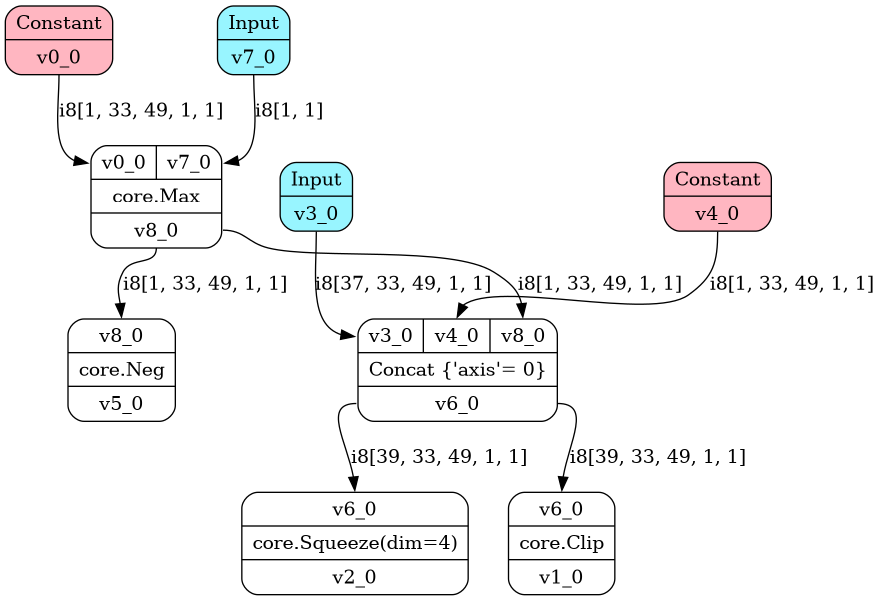 Constant
v0_0
Input
v7_0
i8[1, 33, 49, 1, 1]
i8[1, 1]
v0_0
v7_0
core.Max
v8_0
Input
v3_0
Constant
v4_0
i8[1, 33, 49, 1, 1]
i8[37, 33, 49, 1, 1]
i8[1, 33, 49, 1, 1]
i8[1, 33, 49, 1, 1]
v8_0
core.Neg
v5_0
v3_0
v4_0
v8_0
Concat {'axis'= 0}
v6_0
i8[39, 33, 49, 1, 1]
i8[39, 33, 49, 1, 1]
v6_0
core.Squeeze(dim=4)
v2_0
v6_0
core.Clip
v1_0